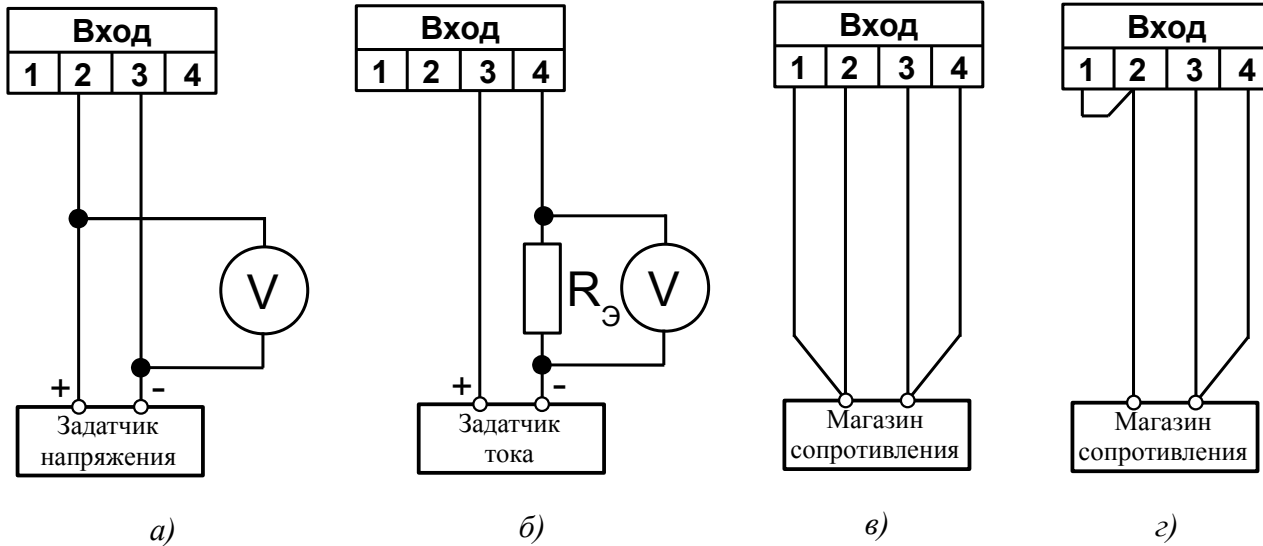 Вход
1 2 3 4
V
+ -
Задатчик
напряжения
а)
Вход
1 2 3 4
RЭ
V
+ -
Задатчик
тока
б)
Вход
1 2 3 4
Магазин
сопротивления
в)
Вход
1 2 3 4
Магазин
сопротивления
г)